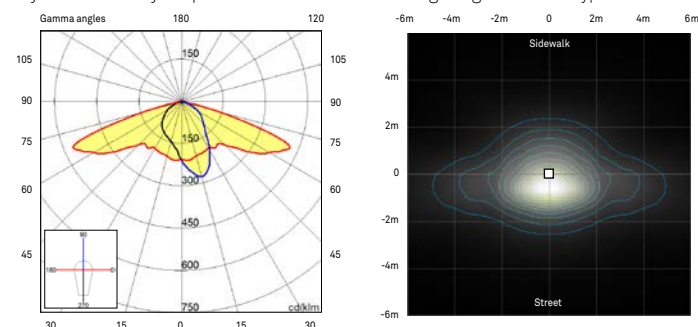 Gamma angles 180 120
-6m -4m -2m 0 2m 4m 6m
105 150 105
90 90
75 150 75
60 300 60
45 450 45
600
750 cd/klm
30 15 0 15 30
90
180 0
270
Sidewalk
4m
2m
0
-2m
-4m
-6m
Street